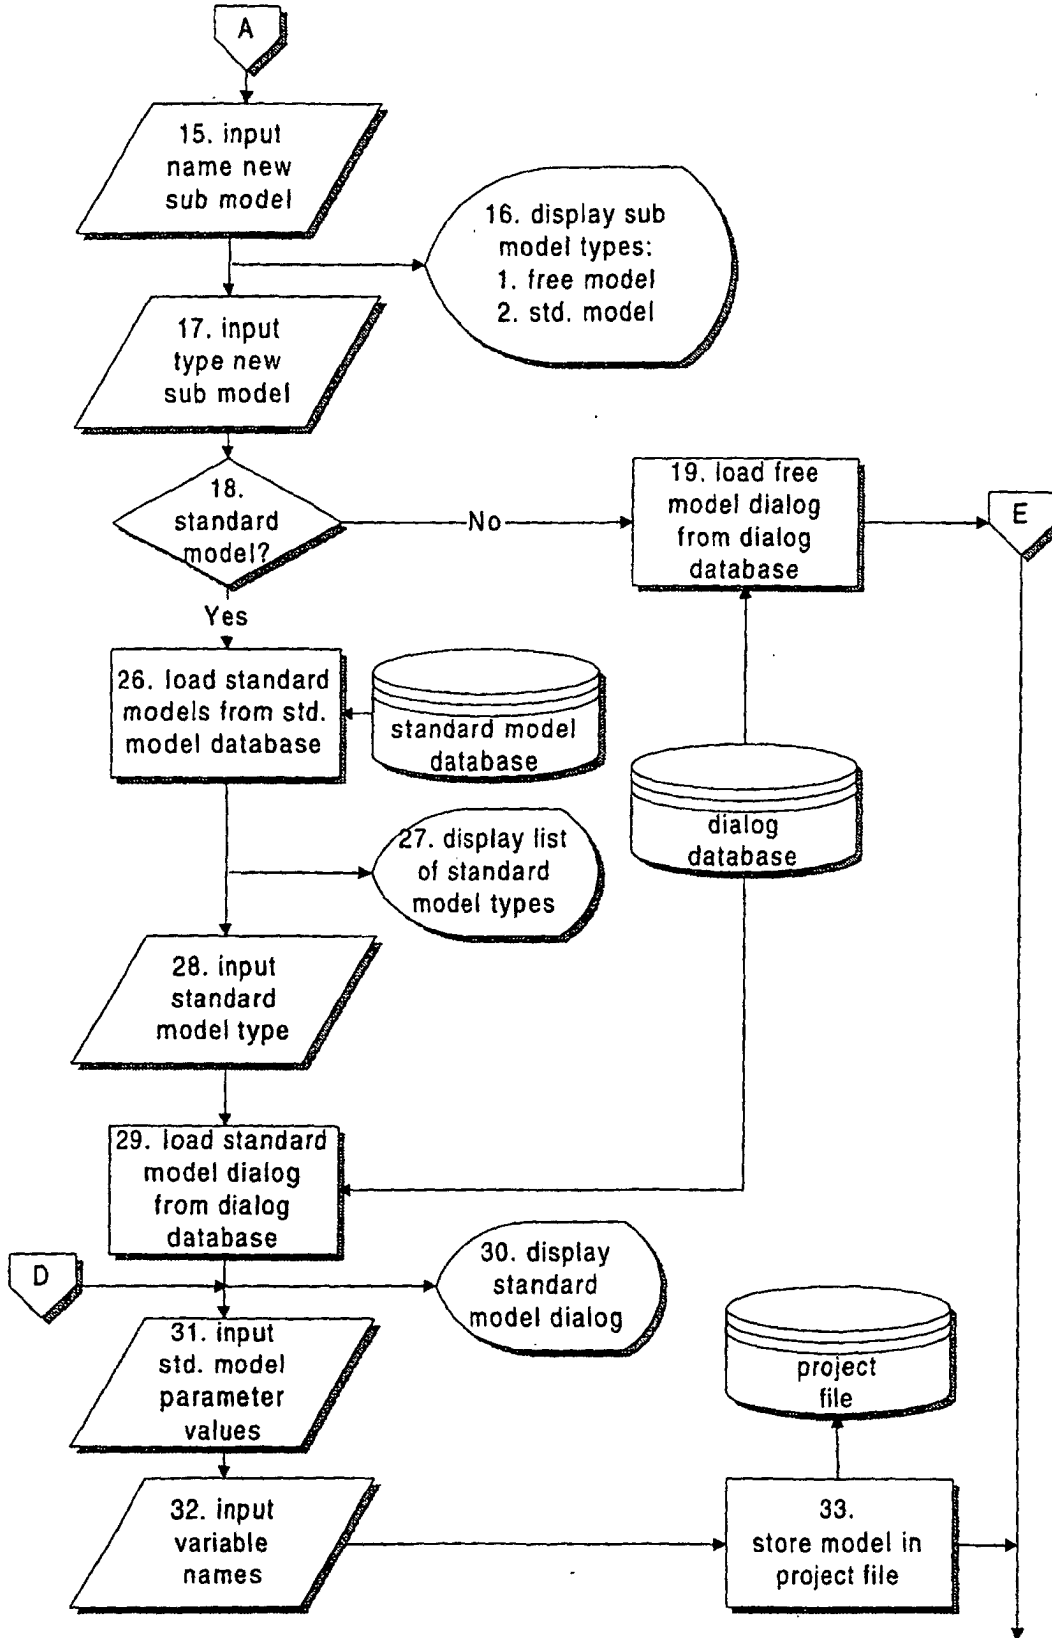 A
15. input
name new
sub model
16. display sub
model types:
1. free model
2. std. model
17. input
type new
sub model
18.
standard
model?
No
19. load free
model dialog
from dialog
database
E
Yes
26. load standard
models from std.
model database
standard model
database
dialog
database
27. display list
of standard
model types
28. input
standard
model type
29. load standard
model dialog
from dialog
database
D
30. display
standard
model dialog
31. input
std. model
parameter
values
project
file
32. input
variable
names
33.
store model in
project file